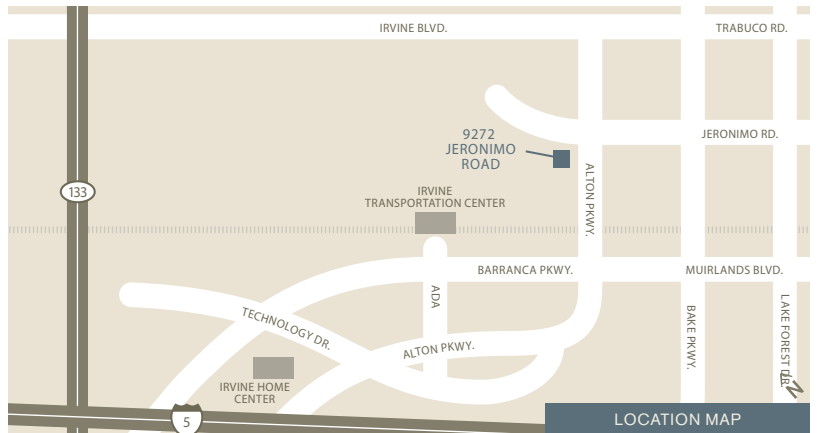 IRVINE BLVD.
TRABUCO RD.
9272
JERONIMO
ROAD
JERONIMO RD.
133
IRVINE
TRANSPORTATION CENTER
ALTON PKWY.
BARRANCA PKWY.
MUIRLANDS BLVD.
ADA
TECHNOLOGY DR.
ALTON PKWY.
BAKE PKWY.
LAKE FOREST DR.
N
IRVINE HOME
CENTER
5
LOCATION MAP